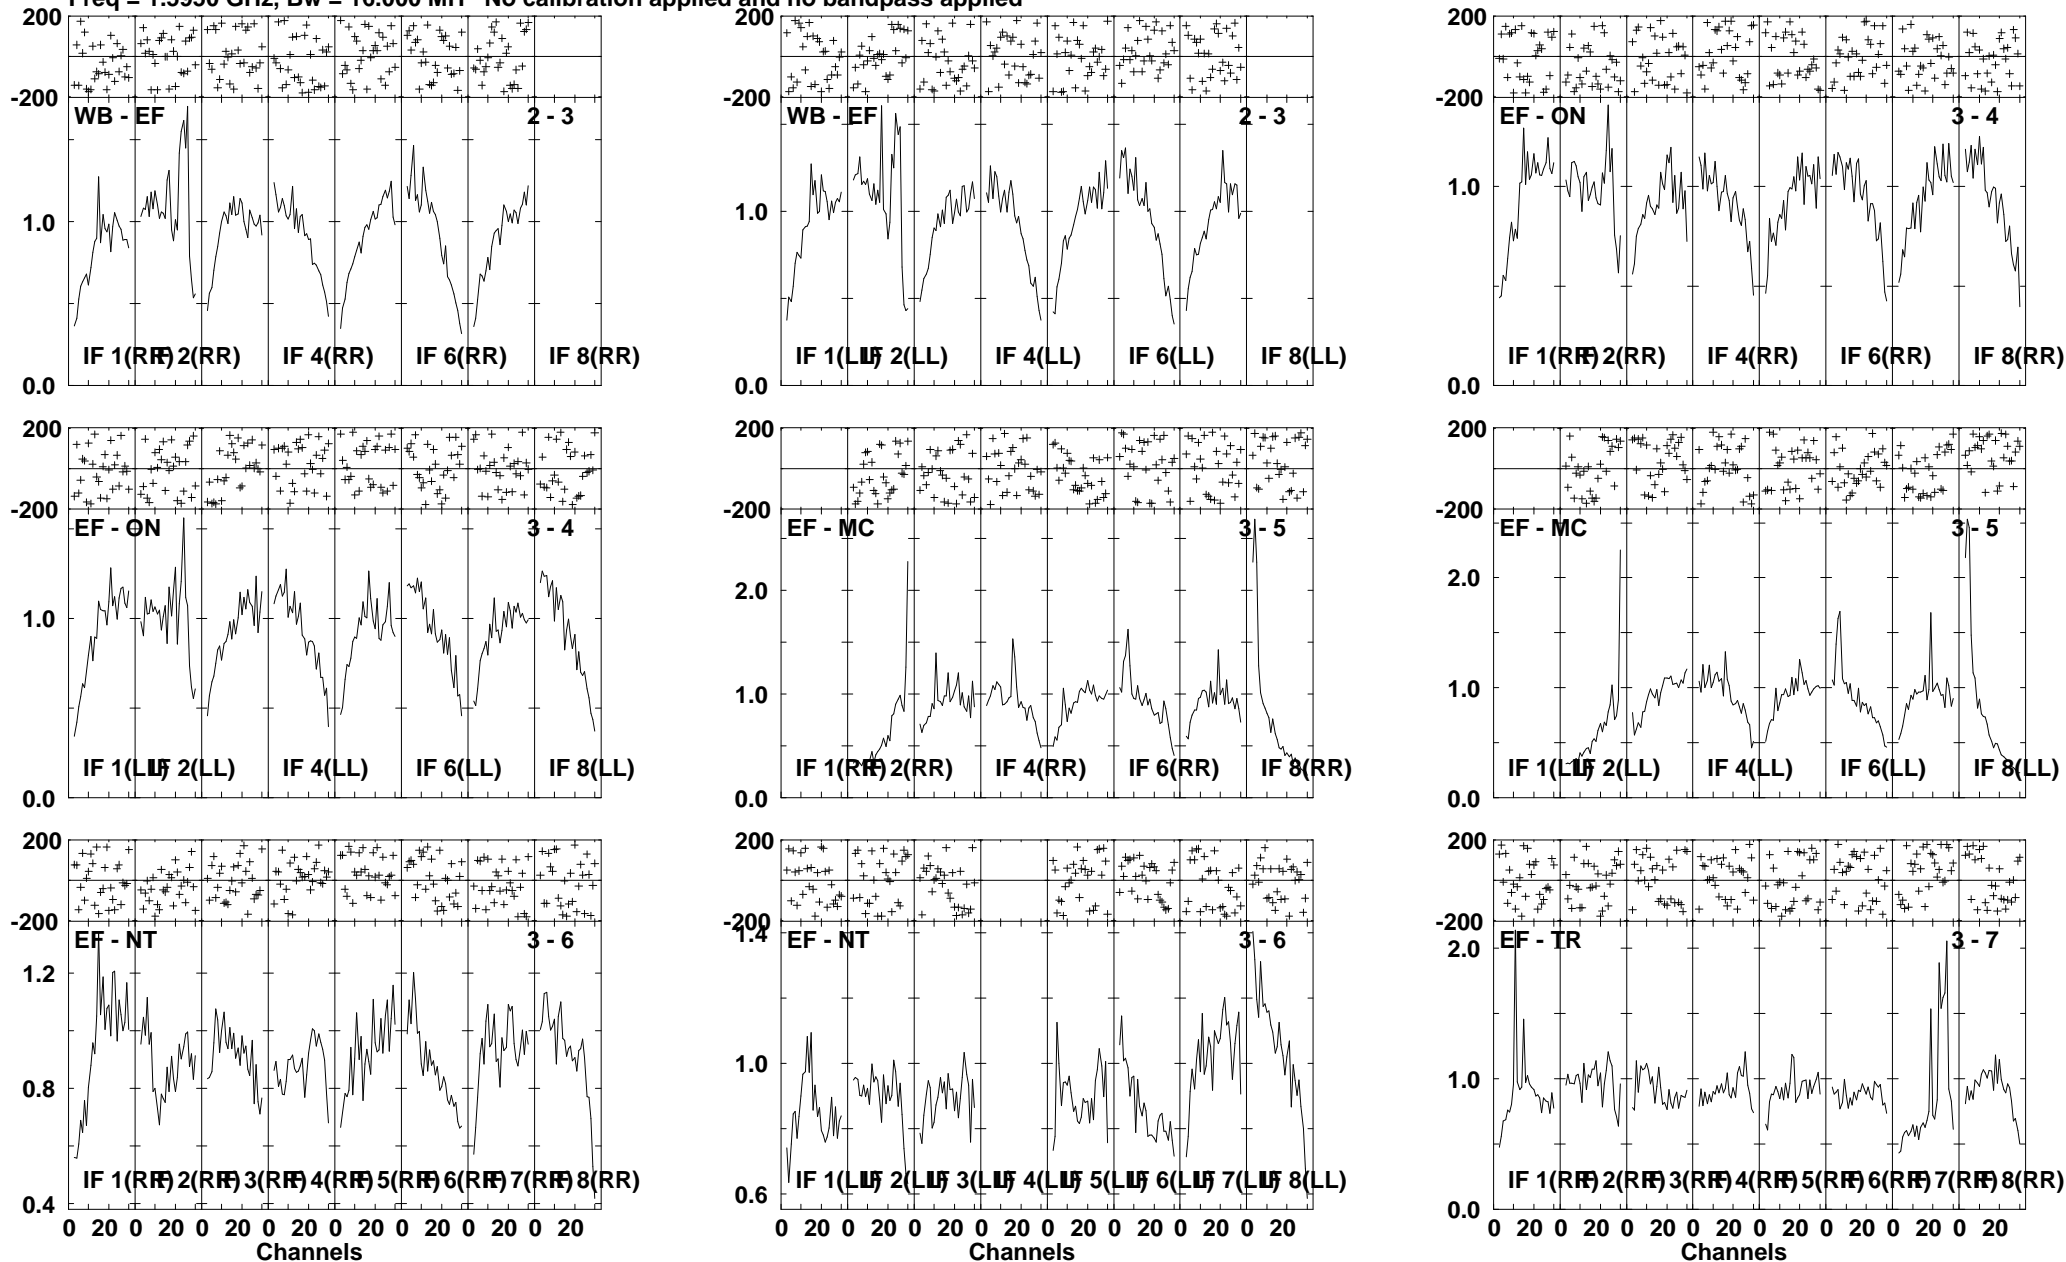 No calibration applied and no bandpass applied
200
-200
WB - EF 2 - 3
1.0
0.0
IF 1(RR) IF 2(RR) IF 4(RR) IF 6(RR) IF 8(RR)
200
-200
WB - EF 2 - 3
1.0
0.0
IF 1(LL) IF 2(LL) IF 4(LL) IF 6(LL) IF 8(LL)
200
-200
EF - ON 3 - 4
1.0
0.0
IF 1(RR) IF 2(RR) IF 4(RR) IF 6(RR) IF 8(RR)
200
-200
EF - ON 3 - 4
1.0
0.0
IF 1(LL) IF 2(LL) IF 4(LL) IF 6(LL) IF 8(LL)
200
-200
EF - MC 3 - 5
2.0
1.0
0.0
IF 1(RR) IF 2(RR) IF 4(RR) IF 6(RR) IF 8(RR)
200
-200
EF - MC 3 - 5
2.0
1.0
0.0
IF 1(LL) IF 2(LL) IF 4(LL) IF 6(LL) IF 8(LL)
200
-200
EF - NT 3 - 6
1.2
0.8
0.4
IF 1(RR) IF 2(RR) IF 3(RR) IF 4(RR) IF 5(RR) IF 6(RR) IF 7(RR) IF 8(RR)
0 20 0 20 0 20 0 20 0 20 0 20 0 20 0 20
Channels
200
-200
1.4
EF - NT 3 - 6
1.0
0.6
IF 1(LL) IF 2(LL) IF 3(LL) IF 4(LL) IF 5(LL) IF 6(LL) IF 7(LL) IF 8(LL)
0 20 0 20 0 20 0 20 0 20 0 20 0 20 0 20
Channels
200
-200
EF - TR 3 - 7
2.0
1.0
0.0
IF 1(RR) IF 2(RR) IF 3(RR) IF 4(RR) IF 5(RR) IF 6(RR) IF 7(RR) IF 8(RR)
0 20 0 20 0 20 0 20 0 20 0 20 0 20 0 20
Channels